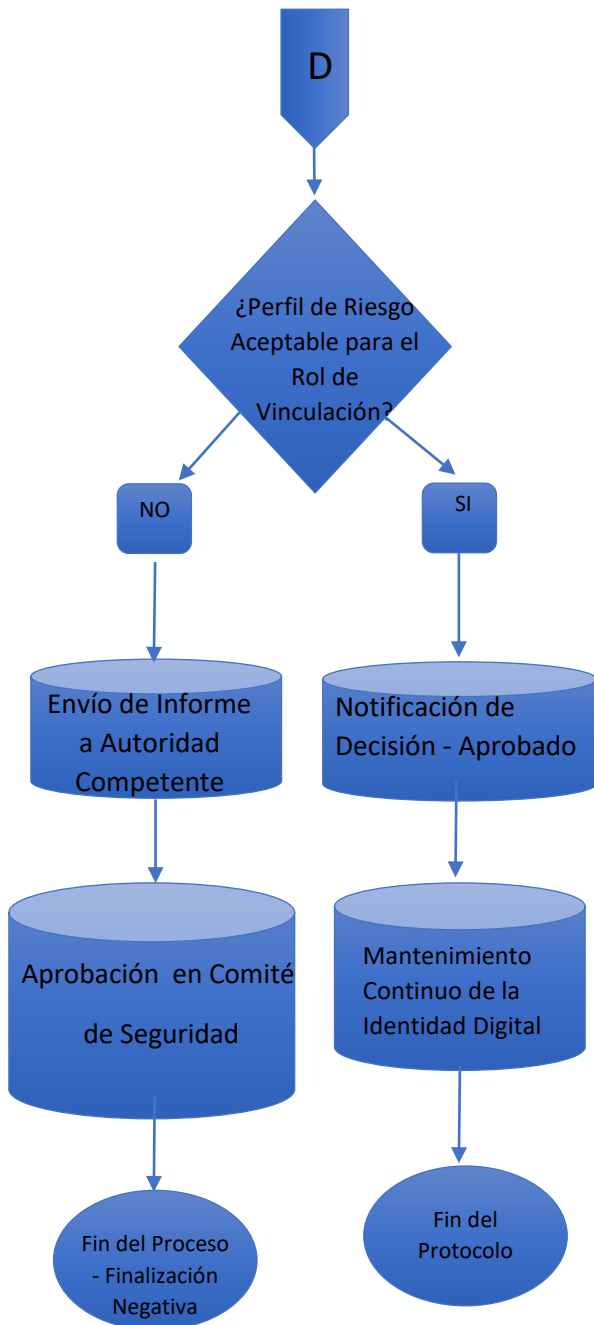 D
¿Perfil de Riesgo
Aceptable para el
Rol de
Vinculación?
NO
SI
Envío de Informe
a Autoridad
Competente
Notificación de
Decisión - Aprobado
Aprobación en Comité
de Seguridad
Mantenimiento
Continuo de la
Identidad Digital
Fin del Proceso
- Finalización
Negativa
Fin del
Protocolo